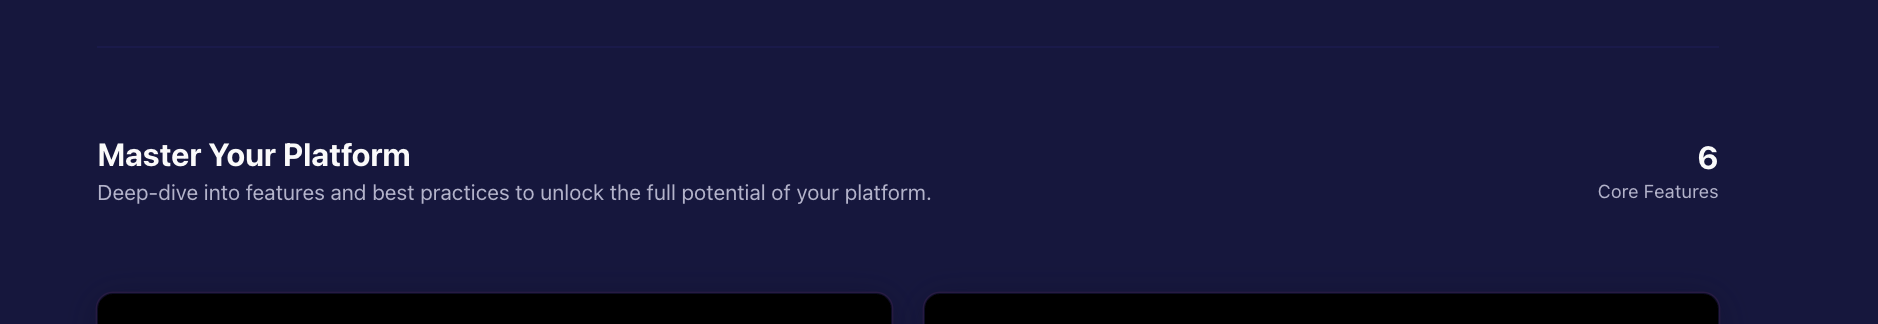 Master Your Platform
Deep-dive into features and best practices to unlock the full potential of your platform.
6
Core Features